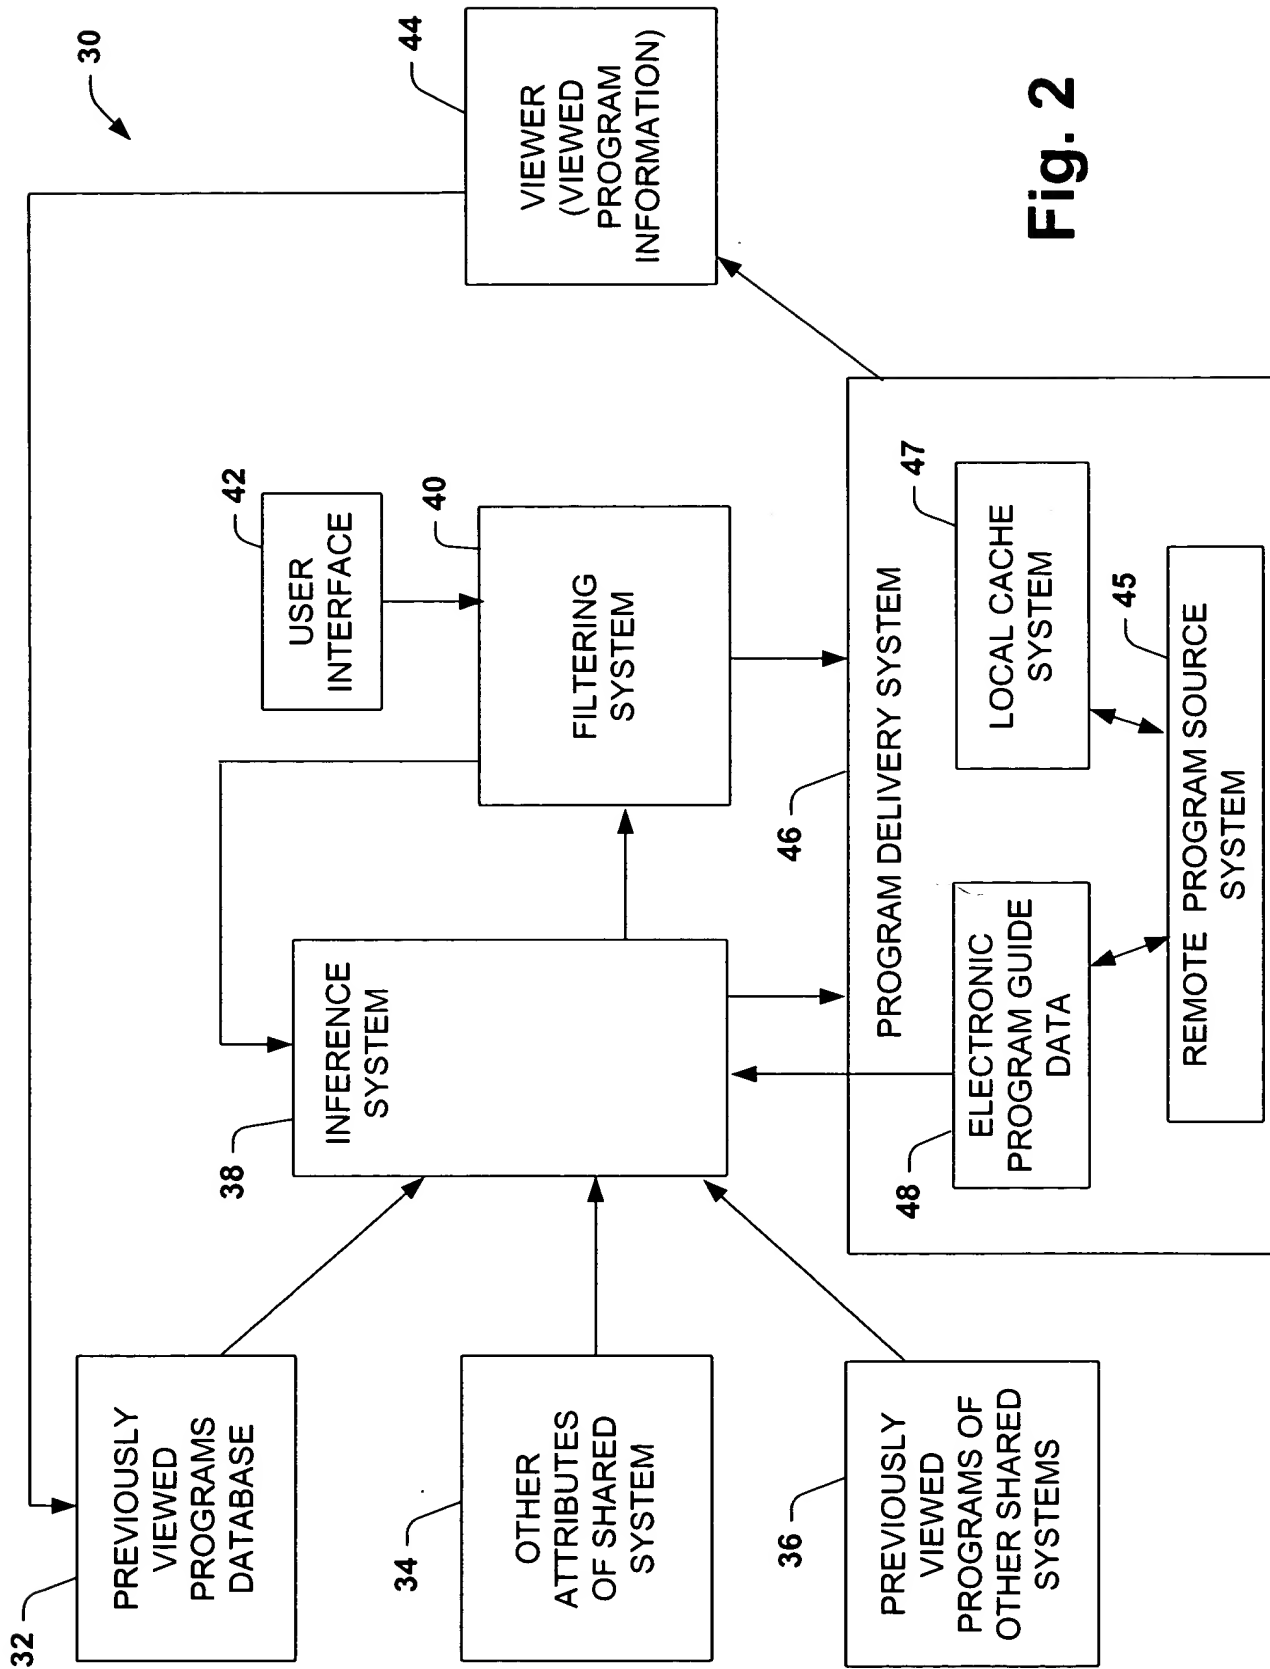 30
32
PREVIOUSLY
VIEWED
PROGRAMS
DATABASE
34
OTHER
ATTRIBUTES
OF SHARED
SYSTEM
36
PREVIOUSLY
VIEWED
PROGRAMS OF
OTHER SHARED
SYSTEMS
38
INFERENCE
SYSTEM
42
USER
INTERFACE
40
FILTERING
SYSTEM
44
VIEWER
(VIEWED
PROGRAM
INFORMATION)
46
PROGRAM DELIVERY SYSTEM
48
ELECTRONIC
PROGRAM GUIDE
DATA
47
LOCAL CACHE
SYSTEM
45
REMOTE PROGRAM SOURCE
SYSTEM
Fig. 2